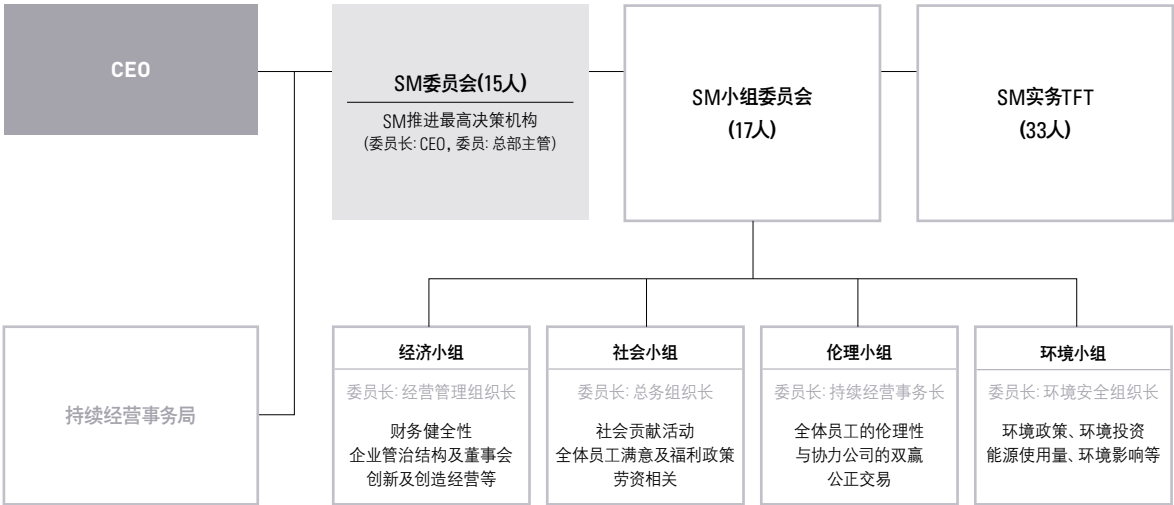 CEO
SM委员会(15人)
SM推进最高决策机构
(委员长: CEO, 委员: 总部主管)
SM小组委员会
(17人)
SM实务TFT
(33人)
持续经营事务局
经济小组
委员长: 经营管理组织长
财务健全性
企业管治结构及董事会
创新及创造经营等
社会小组
委员长: 总务组织长
社会贡献活动
全体员工满意及福利政策
劳资相关
伦理小组
委员长: 持续经营事务长
全体员工的伦理性
与协力公司的双赢
公正交易
环境小组
委员长: 环境安全组织长
环境政策、环境投资
能源使用量、环境影响等